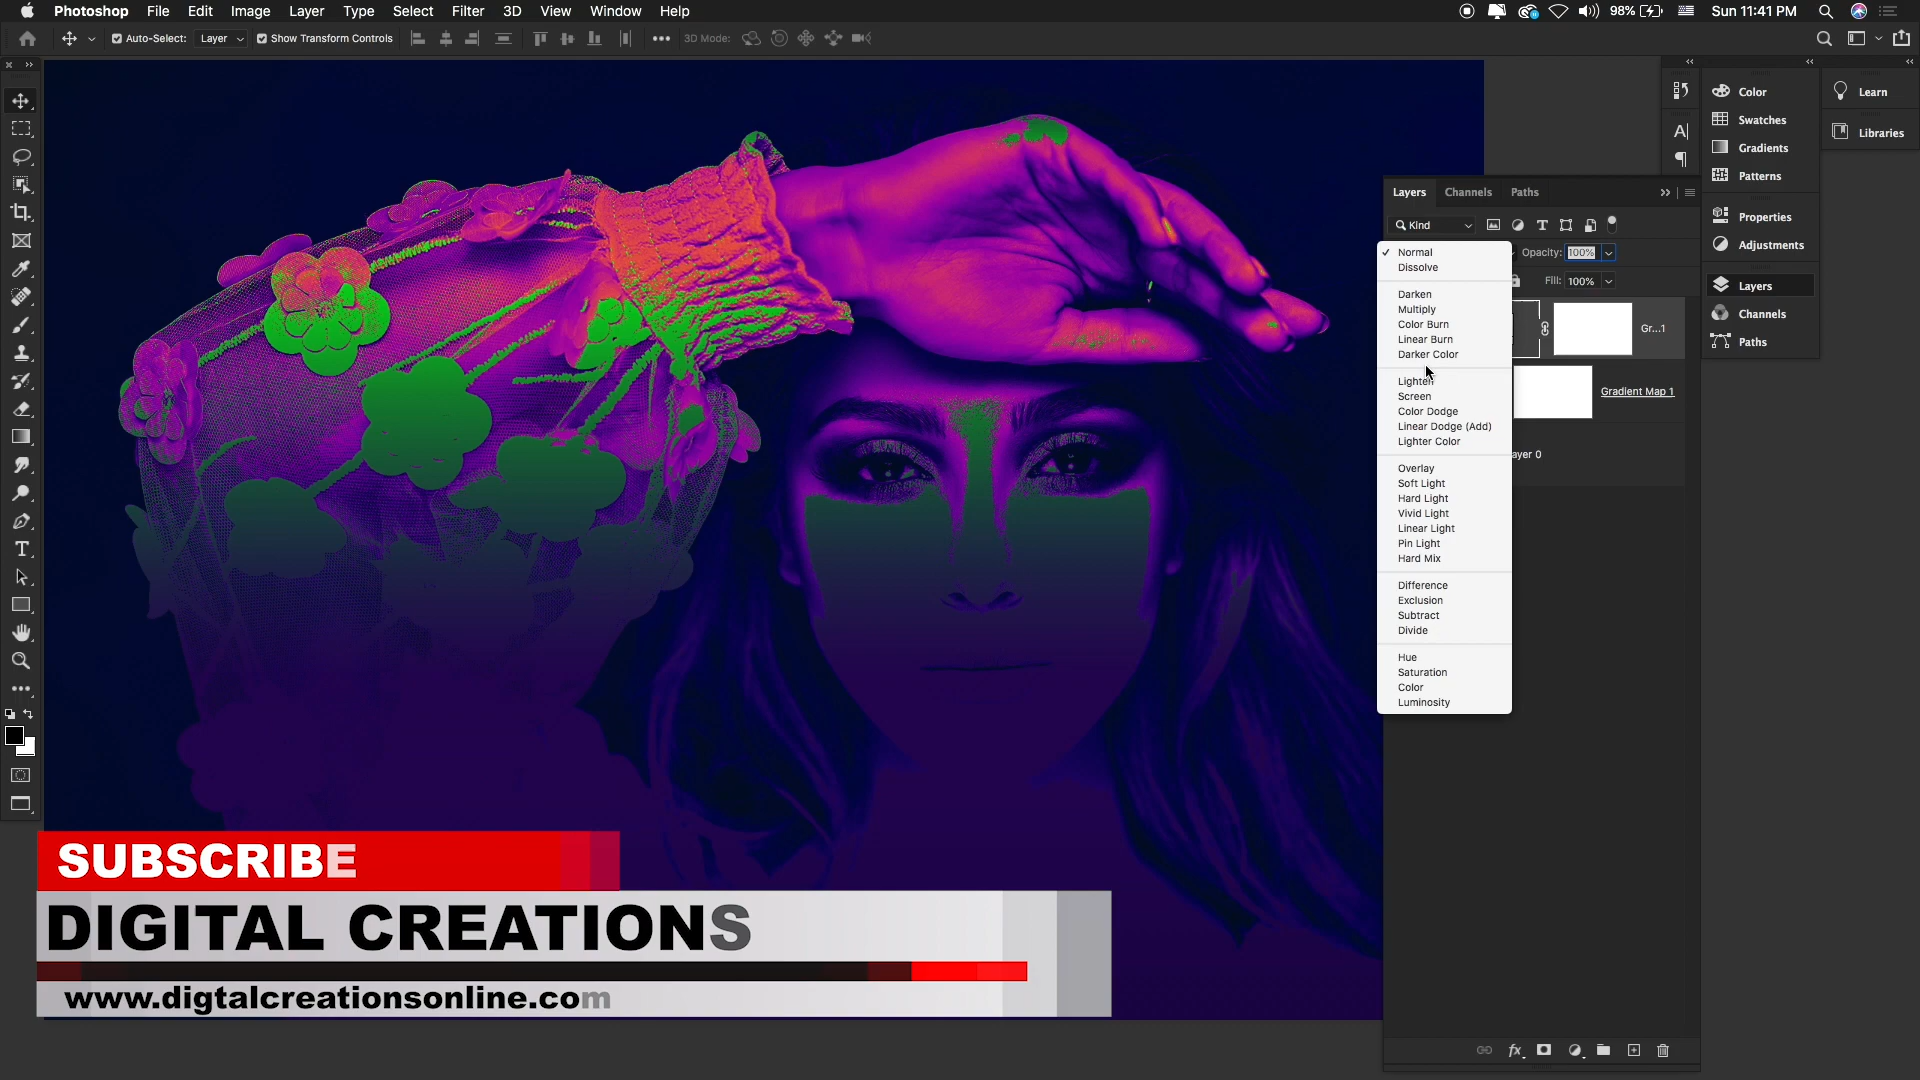 Photoshop File Edit Image Layer Type Select Filter 3D View Window Help 98% Sun 11:41 PM
Auto-Select: Layer Show Transform Controls 3D Mode:
Color Learn
Swatches
Libraries
Gradients
Patterns
Properties
Adjustments
Layers
Channels
Paths
Layers Channels Paths
Kind
Opacity: 100%
Fill: 100%
Gr...1
Gradient Map 1
ayer 0
Normal
Dissolve
Darken
Multiply
Color Burn
Linear Burn
Darker Color
Lighten
Screen
Color Dodge
Linear Dodge (Add)
Lighter Color
Overlay
Soft Light
Hard Light
Vivid Light
Linear Light
Pin Light
Hard Mix
Difference
Exclusion
Subtract
Divide
Hue
Saturation
Color
Luminosity
SUBSCRIBE
DIGITAL CREATIONS
www.digtalcreationsonline.com